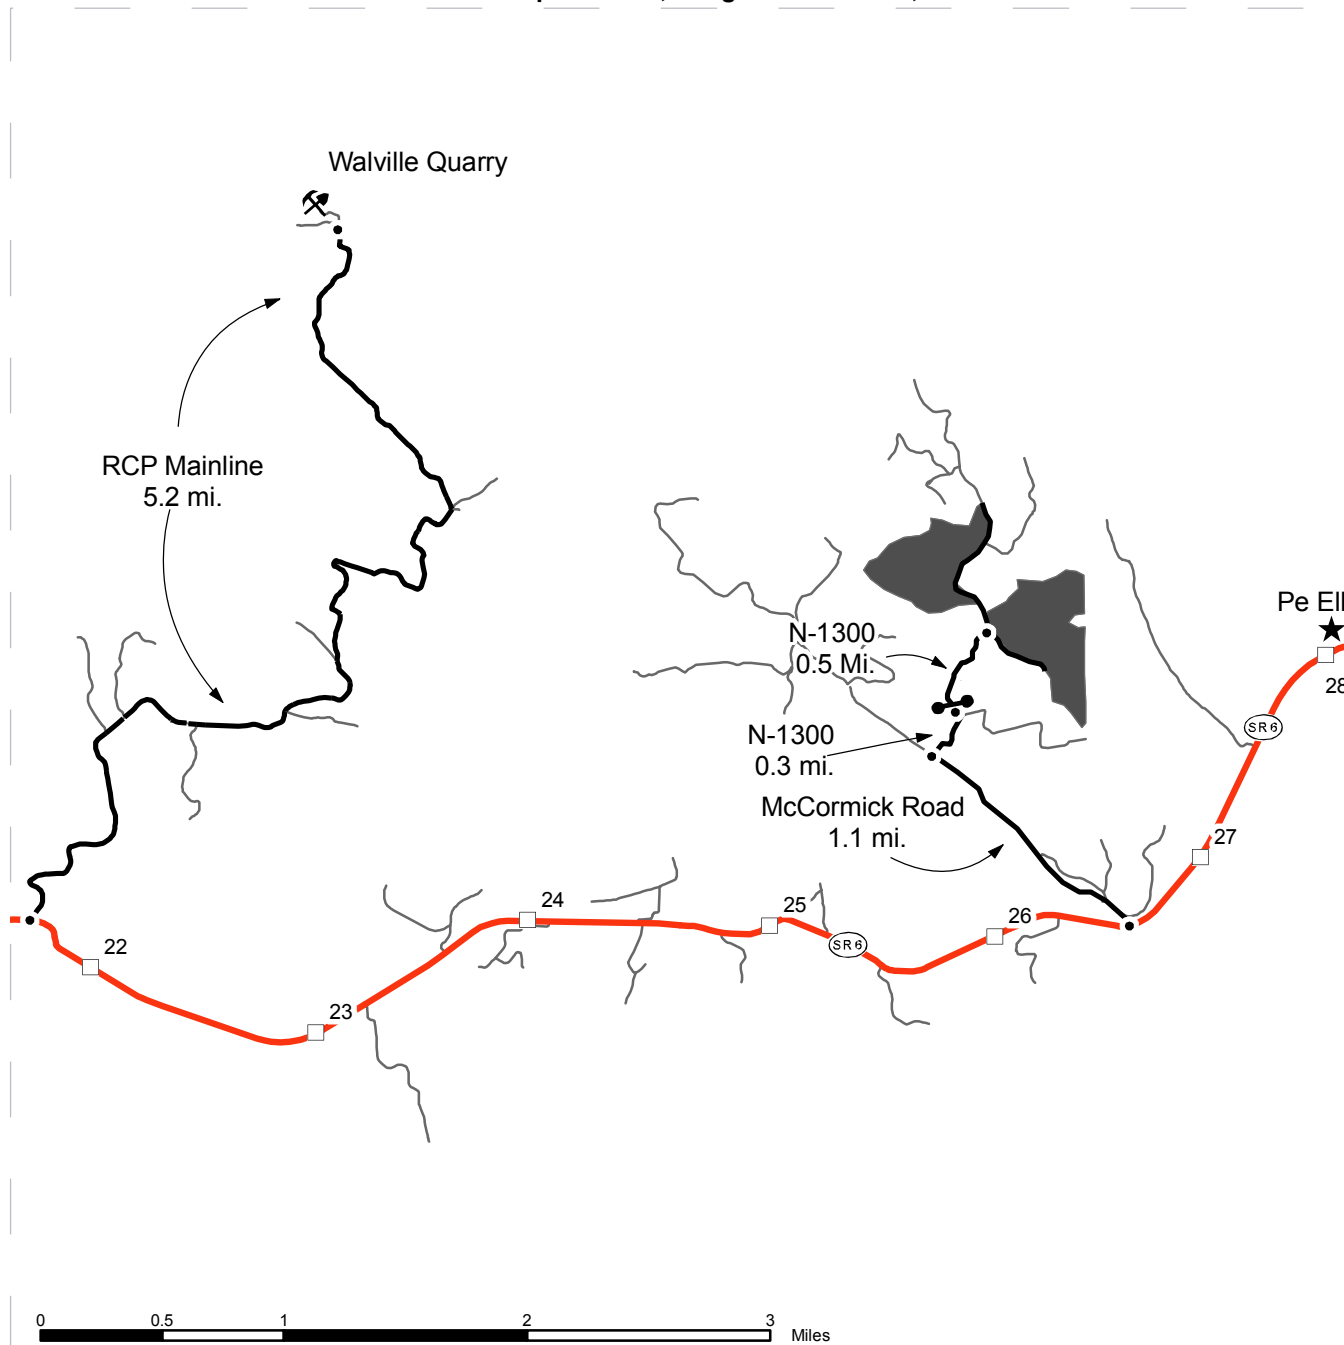 Walville Quarry
RCP Mainline
5.2 mi.
Pe Ell
N-1300
0.5 Mi.
28
SR 6
N-1300
0.3 mi.
McCormick Road
1.1 mi.
27
24
25
26
SR 6
22
23
0 0.5 1 2 3
Miles